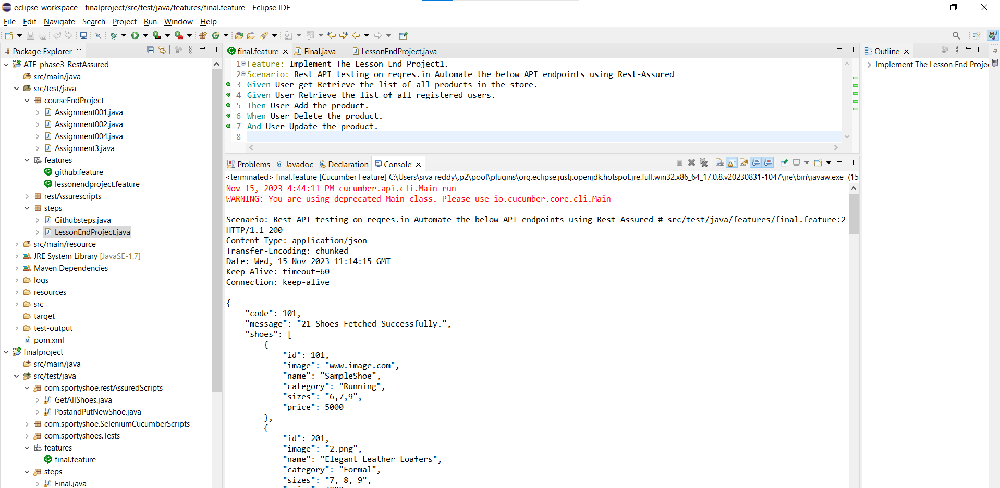 eclipse-workspace - finalproject/src/test/java/features/final.feature - Eclipse IDE
File Edit Navigate Search Project Run Window Help
Package Explorer
ATE-phase3-RestAssured
src/main/java
src/test/java
courseEndProject
Assignment001.java
Assignment002.java
Assignment004.java
Assignment3.java
features
github.feature
lessonendproject.feature
restAssurescripts
steps
Githubsteps.java
LessonEndProject.java
src/main/resource
JRE System Library [JavaSE-1.7]
Maven Dependencies
logs
resources
src
target
test-output
pom.xml
finalproject
src/main/java
src/test/java
com.sportyshoe.restAssuredScripts
GetAllShoes.java
PostandPutNewShoe.java
com.sportyshoe.SeleniumCucumberScripts
com.sportyshoes.Tests
features
final.feature
steps
Final.java
final.feature Final.java LessonEndProject.java
1 Feature: Implement The Lesson End Project1.
2 Scenario: Rest API testing on reqres.in Automate the below API endpoints using Rest-Assured
3 Given User get Retrieve the list of all products in the store.
4 Given User Retrieve the list of all registered users.
5 Then User Add the product.
6 When User Delete the product.
7 And User Update the product.
8
Problems @ Javadoc Declaration Console
<terminated> final.feature [Cucumber Feature] C:\Users\siva reddy\.p2\pool\plugins\org.eclipse.justj.openjdk.hotspot.jre.full.win32.x86_64_17.0.8.v20230831-1047\jre\bin\javaw.exe (15
Nov 15, 2023 4:44:11 PM cucumber.api.cli.Main run
WARNING: You are using deprecated Main class. Please use io.cucumber.core.cli.Main
Scenario: Rest API testing on reqres.in Automate the below API endpoints using Rest-Assured # src/test/java/features/final.feature:2
HTTP/1.1 200
Content-Type: application/json
Transfer-Encoding: chunked
Date: Wed, 15 Nov 2023 11:14:15 GMT
Keep-Alive: timeout=60
Connection: keep-alive
{
"code": 101,
"message": "21 Shoes Fetched Successfully.",
"shoes": [
{
"id": 101,
"image": "www.image.com",
"name": "SampleShoe",
"category": "Running",
"sizes": "6,7,9",
"price": 5000
},
{
"id": 201,
"image": "2.png",
"name": "Elegant Leather Loafers",
"category": "Formal",
"sizes": "7, 8, 9",
Outline
Implement The Lesson End Proje